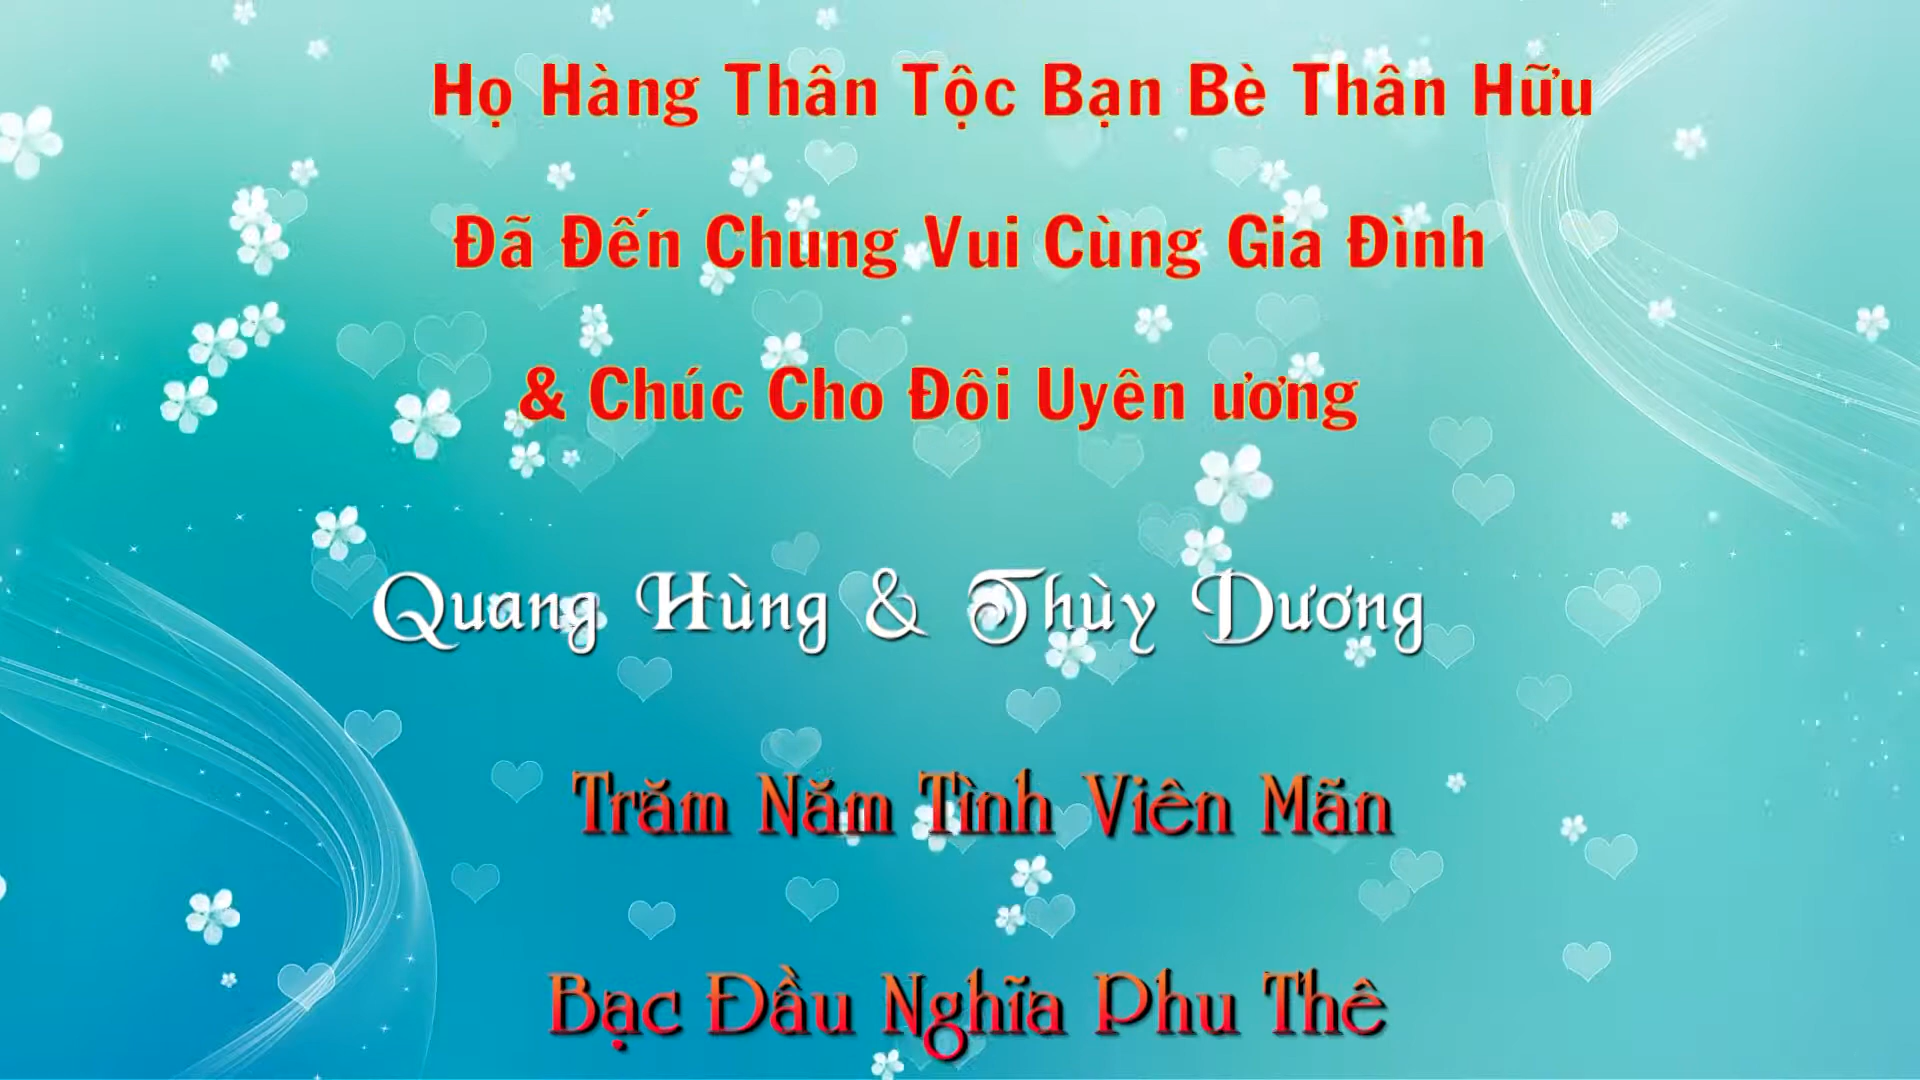 Họ Hàng Thân Tộc Bạn Bè Thân Hữu
Đã Đến Chung Vui Cùng Gia Đình
& Chúc Cho Đôi Uyên ương
Quang Hùng & Thùy Dương
Trăm Năm Tình Viên Mãn
Bạc Đầu Nghĩa Phu Thê